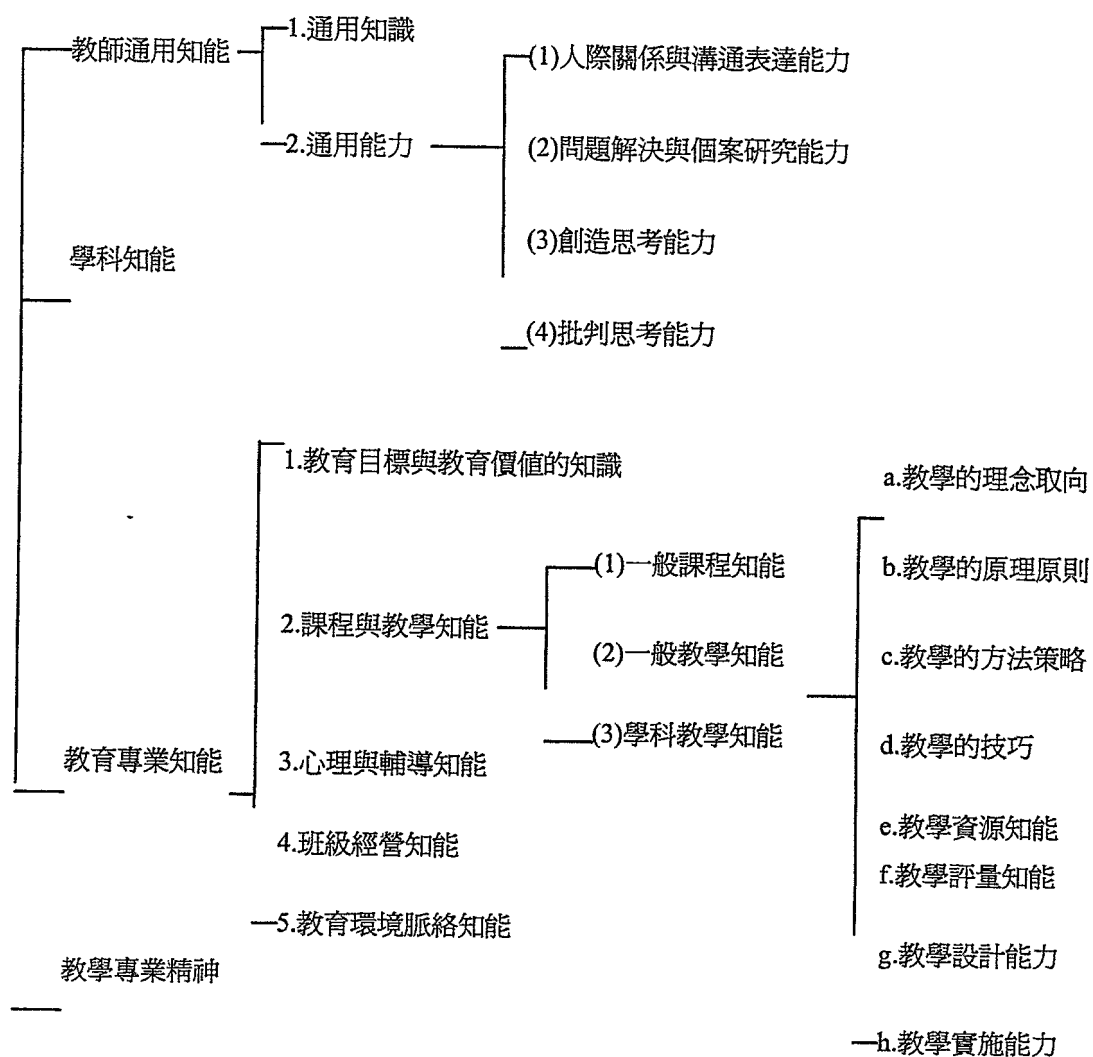 教師通用知能
1.通用知識
2.通用能力
(1)人際關係與溝通表達能力
(2)問題解決與個案研究能力
(3)創造思考能力
(4)批判思考能力
學科知能
教育專業知能
1.教育目標與教育價值的知識
2.課程與教學知能
(1)一般課程知能
(2)一般教學知能
(3)學科教學知能
a.教學的理念取向
b.教學的原理原則
c.教學的方法策略
d.教學的技巧
e.教學資源知能
f.教學評量知能
g.教學設計能力
h.教學實施能力
3.心理與輔導知能
4.班級經營知能
5.教育環境脈絡知能
教學專業精神